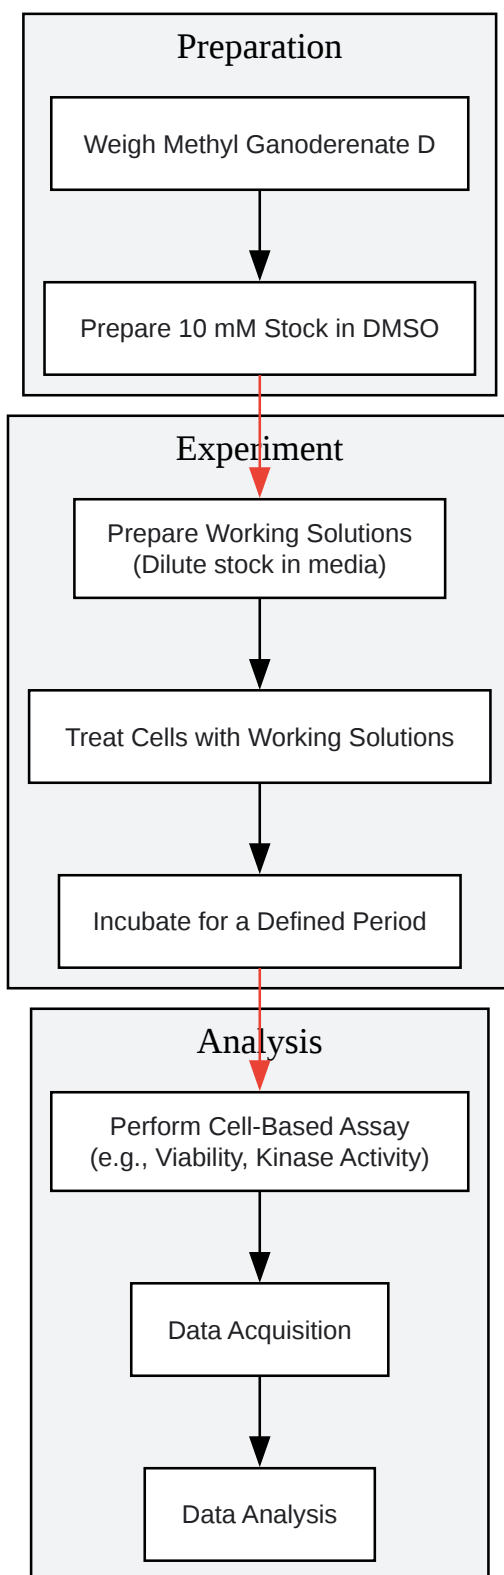 Preparation
Weigh Methyl Ganoderenate D
Prepare 10 mM Stock in DMSO
Experiment
Prepare Working Solutions
(Dilute stock in media)
Treat Cells with Working Solutions
Incubate for a Defined Period
Analysis
Perform Cell-Based Assay
(e.g., Viability, Kinase Activity)
Data Acquisition
Data Analysis